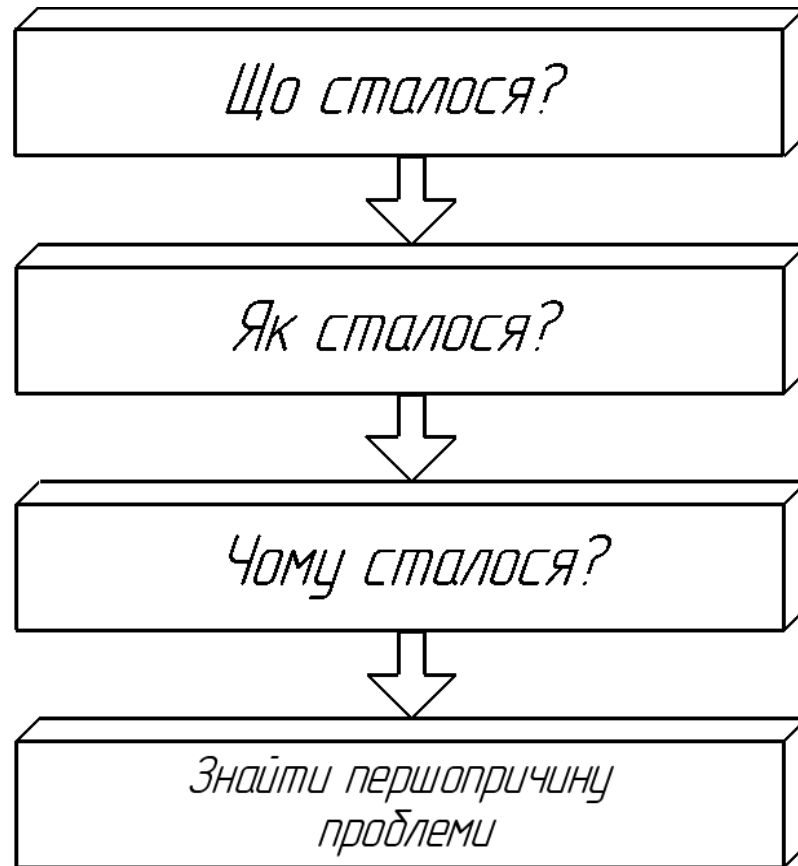 Що сталося?
Як сталося?
Чому сталося?
Знайти першопричину
проблеми